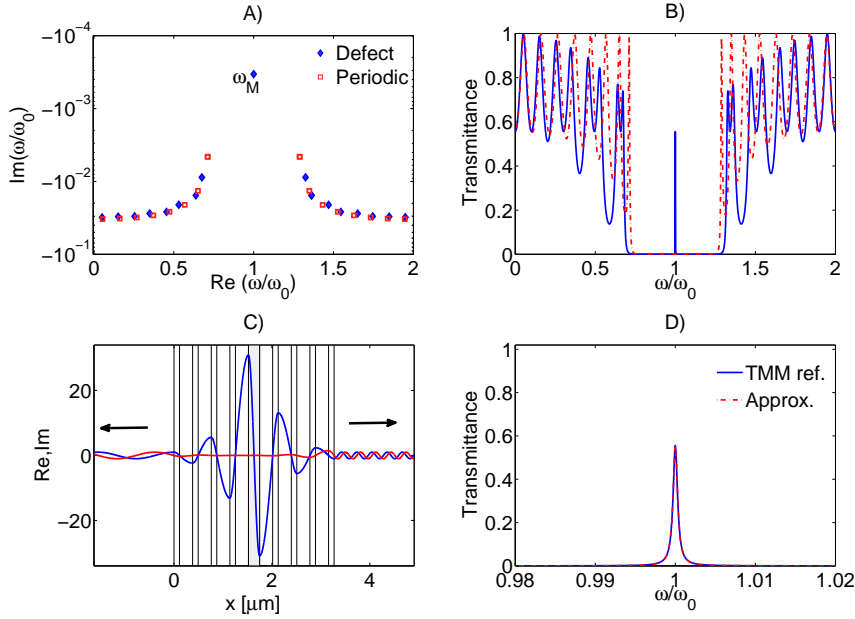 A)
-10⁻⁴
-10⁻³
-10⁻²
-10⁻¹
Im(ω/ω₀)
ω_M
Defect
Periodic
0 0.5 1 1.5 2
Re (ω/ω₀)
B)
1
0.8
0.6
0.4
0.2
0
Transmittance
0 0.5 1 1.5 2
ω/ω₀
C)
20
0
-20
Re,Im
0 2 4
x [μm]
D)
1
0.8
0.6
0.4
0.2
0
Transmittance
TMM ref.
Approx.
0.98 0.99 1 1.01 1.02
ω/ω₀